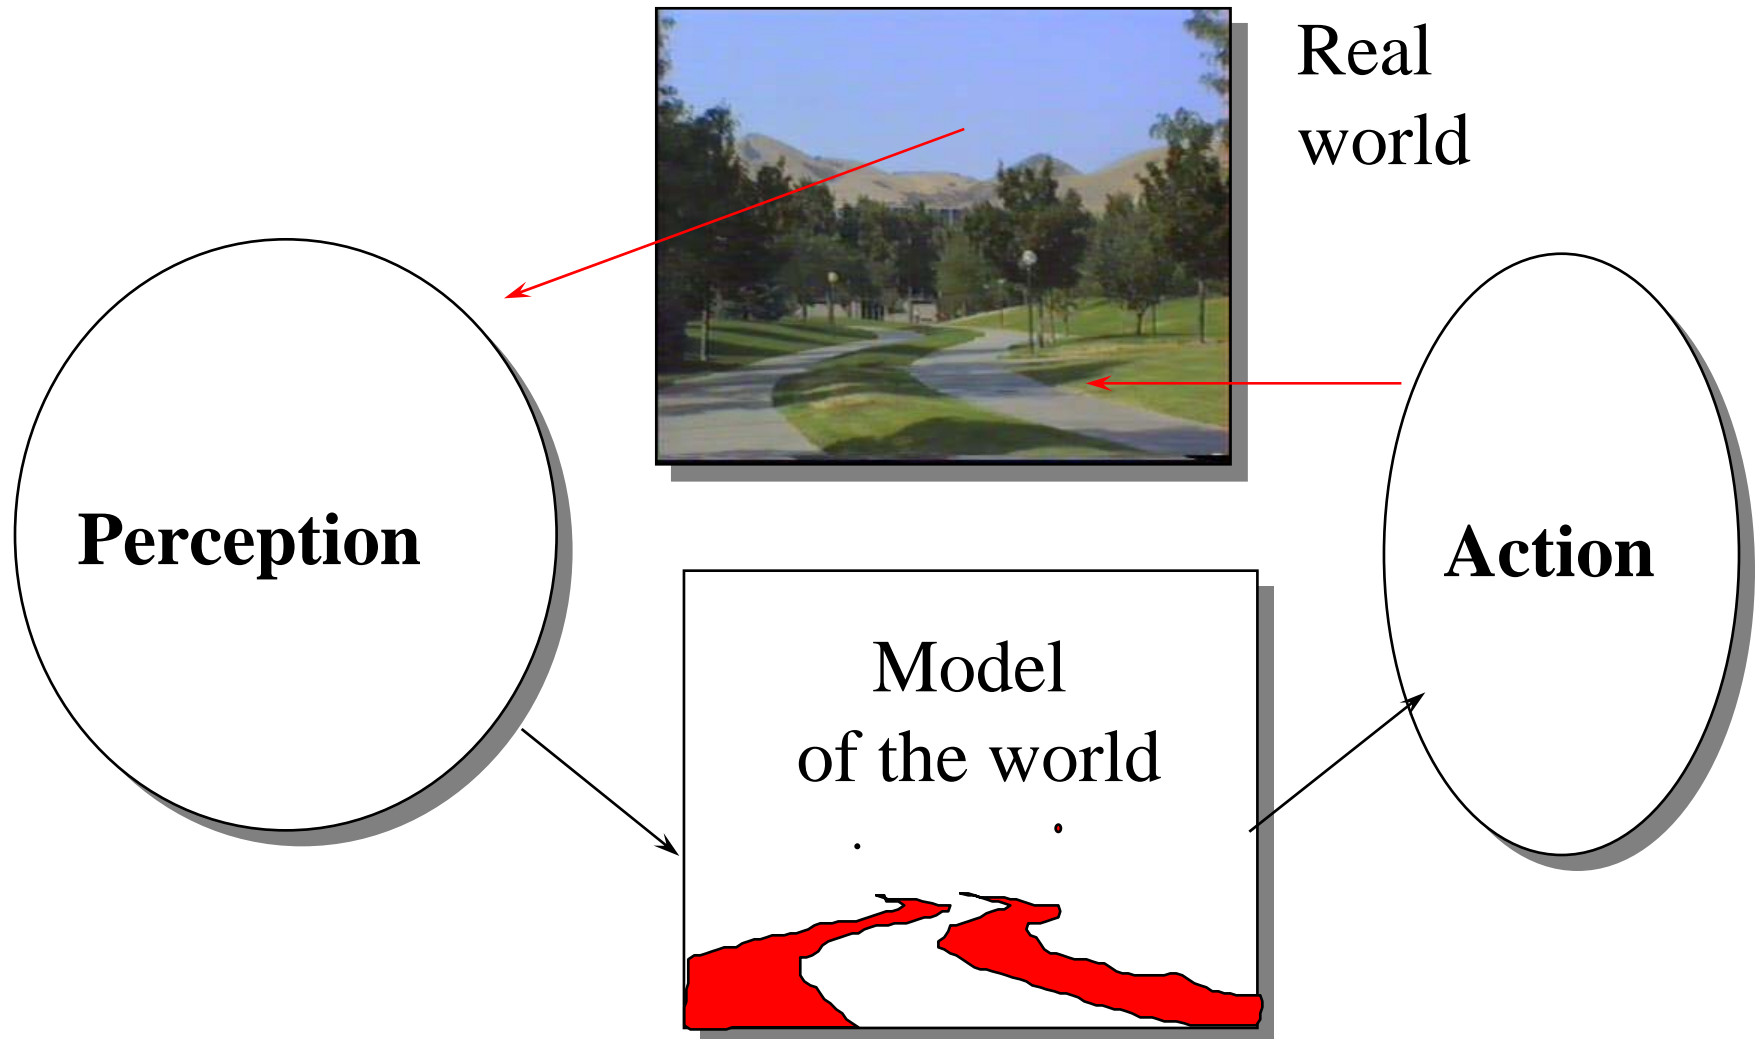 Real
world
Perception
Action
Model
of the world